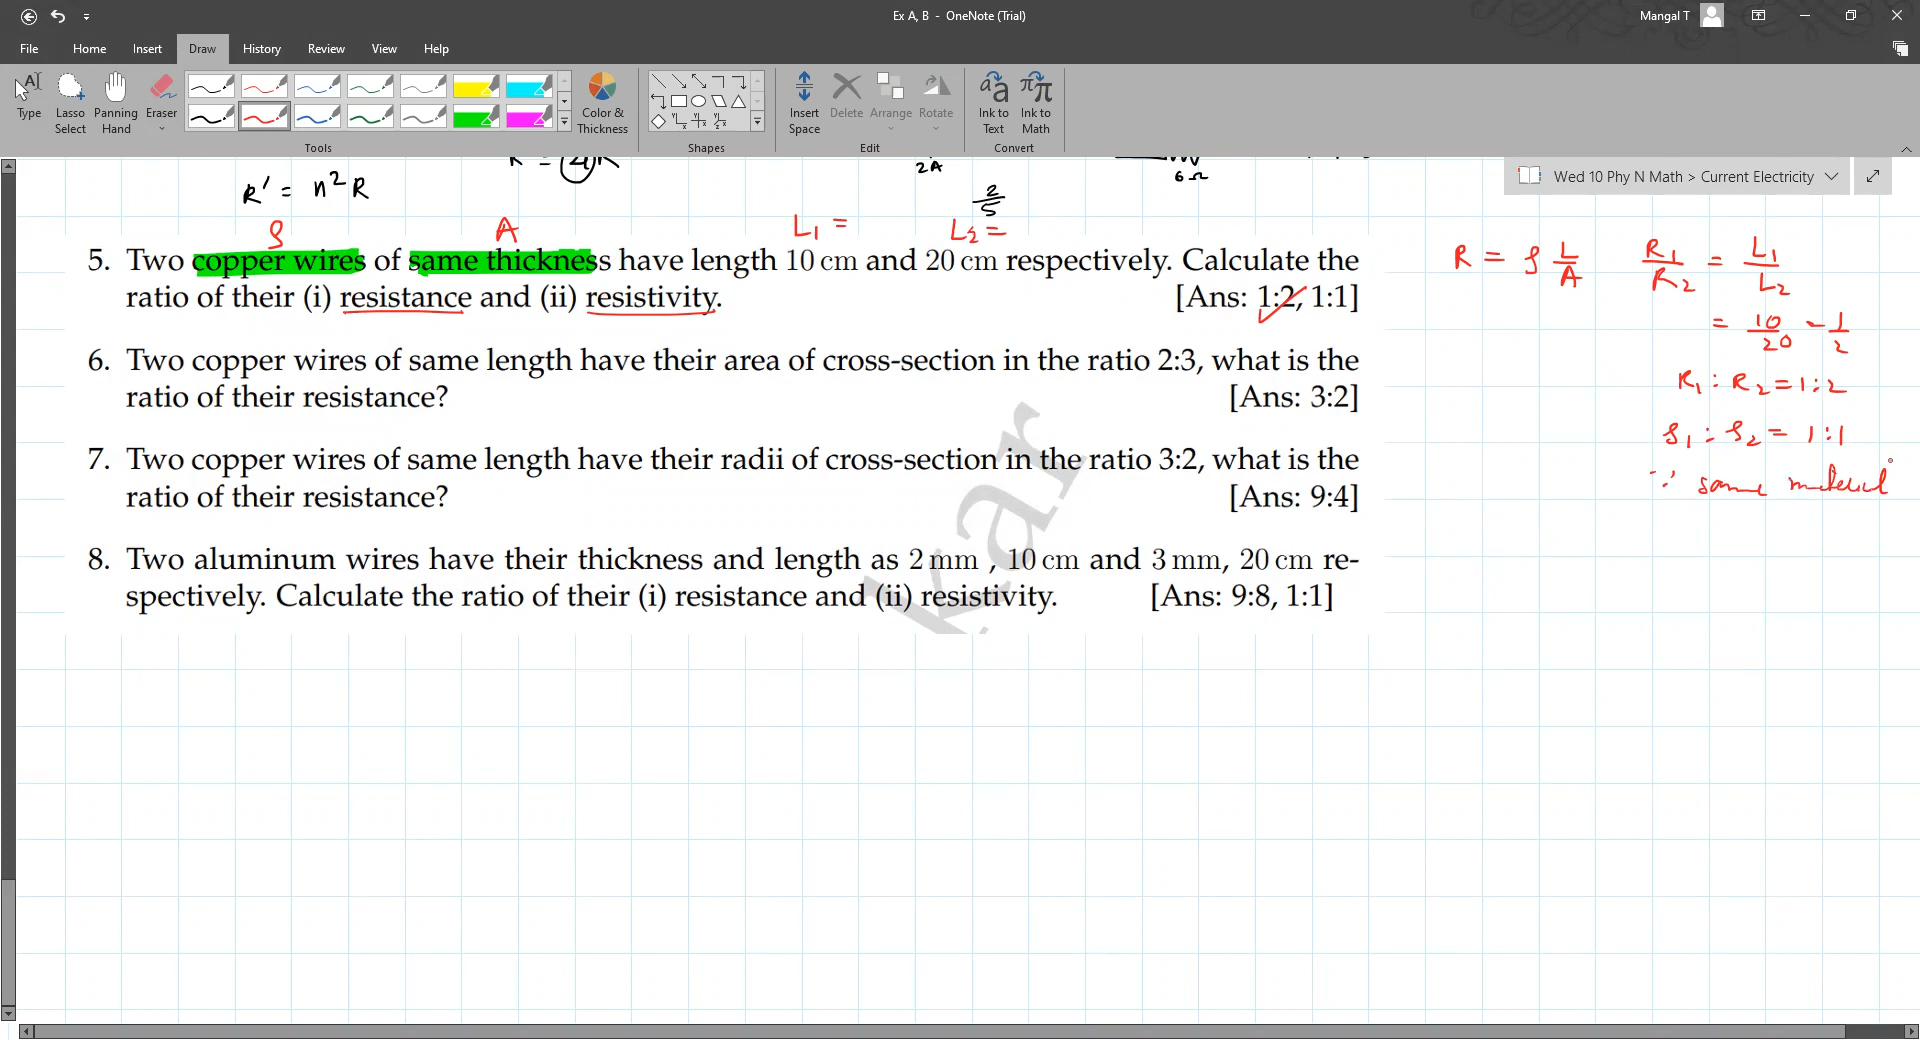 Ex A, B - OneNote (Trial)
Mangal T
File Home Insert Draw History Review View Help
Type
Lasso Select
Panning Hand
Eraser
Color & Thickness
Insert Space
Delete
Arrange
Rotate
Ink to Text
Ink to Math
Tools
Shapes
Edit
Convert
Wed 10 Phy N Math > Current Electricity
R' = n²R
2A
2/5
6Ω
ρ
A
L₁ =
L₂ =
5. Two copper wires of same thickness have length 10 cm and 20 cm respectively. Calculate the
ratio of their (i) resistance and (ii) resistivity. [Ans: 1:2, 1:1]
6. Two copper wires of same length have their area of cross-section in the ratio 2:3, what is the
ratio of their resistance? [Ans: 3:2]
7. Two copper wires of same length have their radii of cross-section in the ratio 3:2, what is the
ratio of their resistance? [Ans: 9:4]
8. Two aluminum wires have their thickness and length as 2 mm , 10 cm and 3 mm, 20 cm re-
spectively. Calculate the ratio of their (i) resistance and (ii) resistivity. [Ans: 9:8, 1:1]
kar
R = ρ L/A
R₁/R₂ = L₁/L₂
= 10/20 = 1/2
R₁ : R₂ = 1:2
ρ₁ : ρ₂ = 1:1
∵ same material